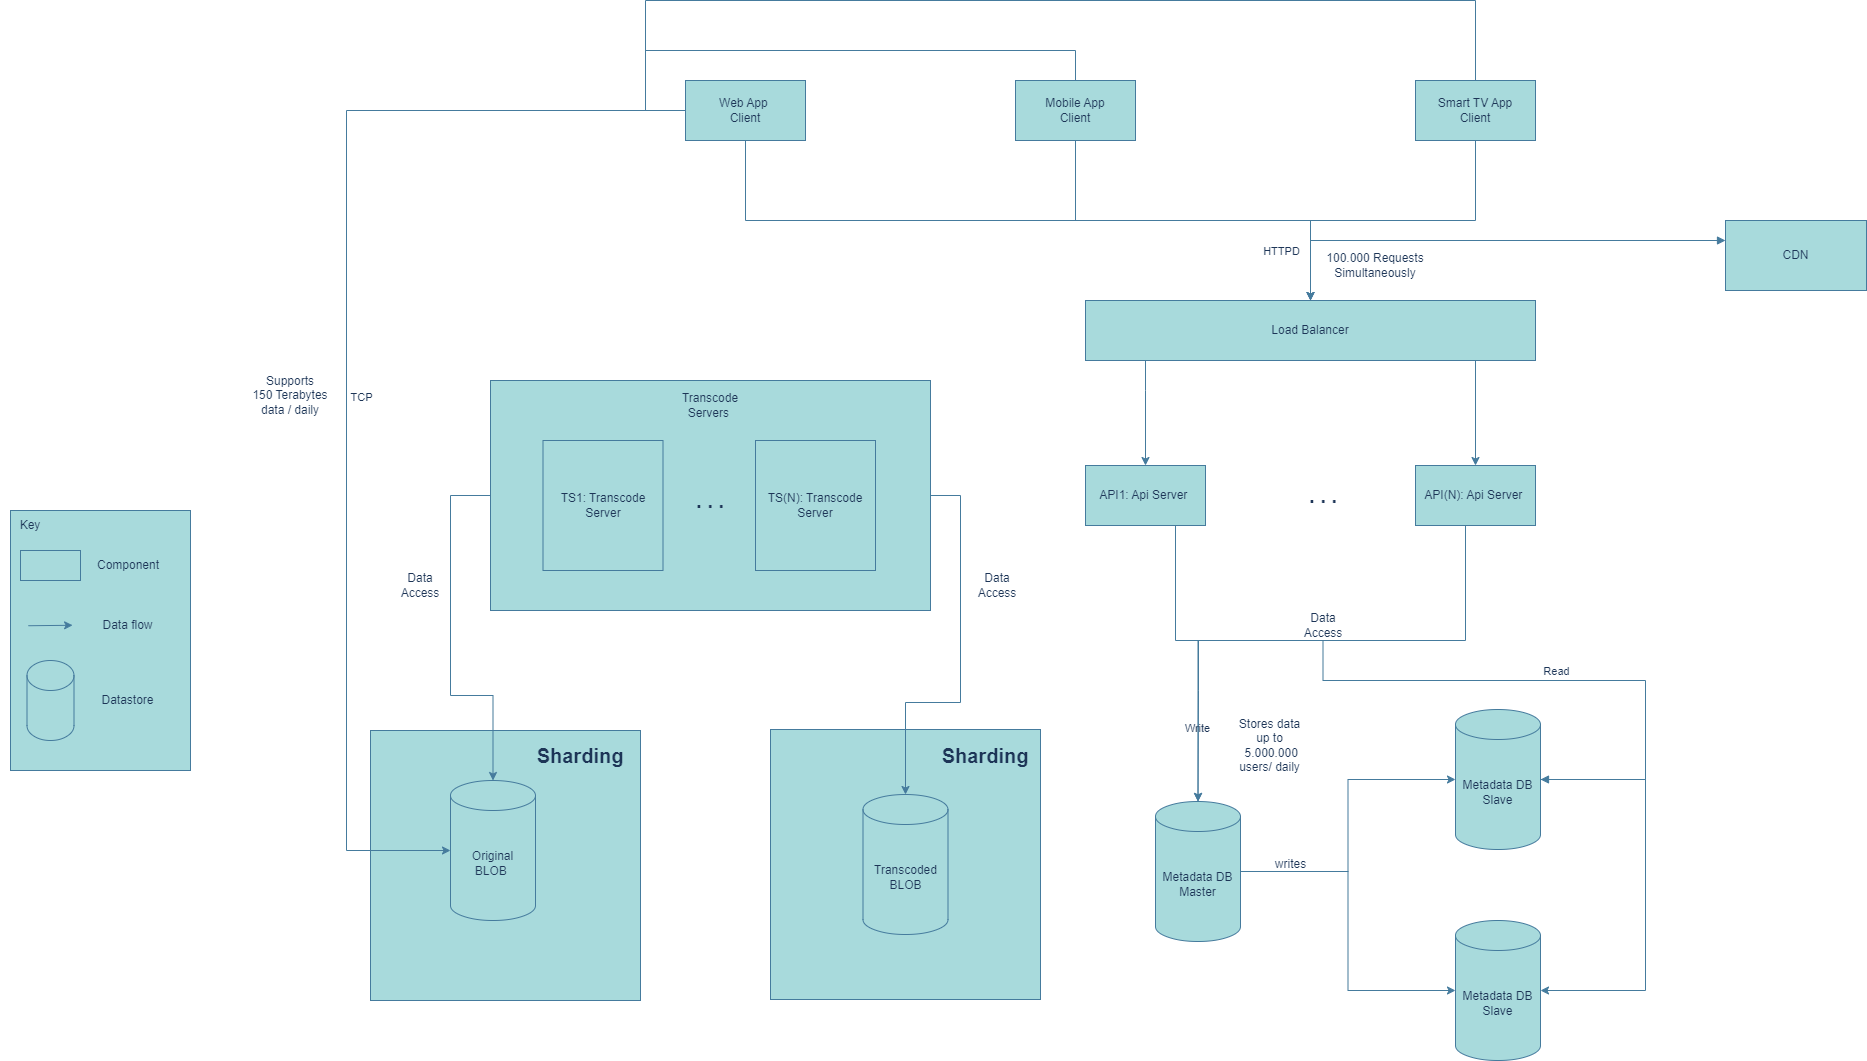 Web App
Client
Mobile App
Client
Smart TV App
Client
HTTPD
100.000 Requests
Simultaneously
CDN
Load Balancer
Supports
150 Terabytes
data / daily
TCP
Transcode
Servers
TS1: Transcode
Server
. . .
TS(N): Transcode
Server
API1: Api Server
. . .
API(N): Api Server
Key
Component
Data flow
Datastore
Data
Access
Data
Access
Data
Access
Read
Write
Stores data
up to
5.000.000
users/ daily
Sharding
Original
BLOB
Sharding
Transcoded
BLOB
Metadata DB
Master
writes
Metadata DB
Slave
Metadata DB
Slave